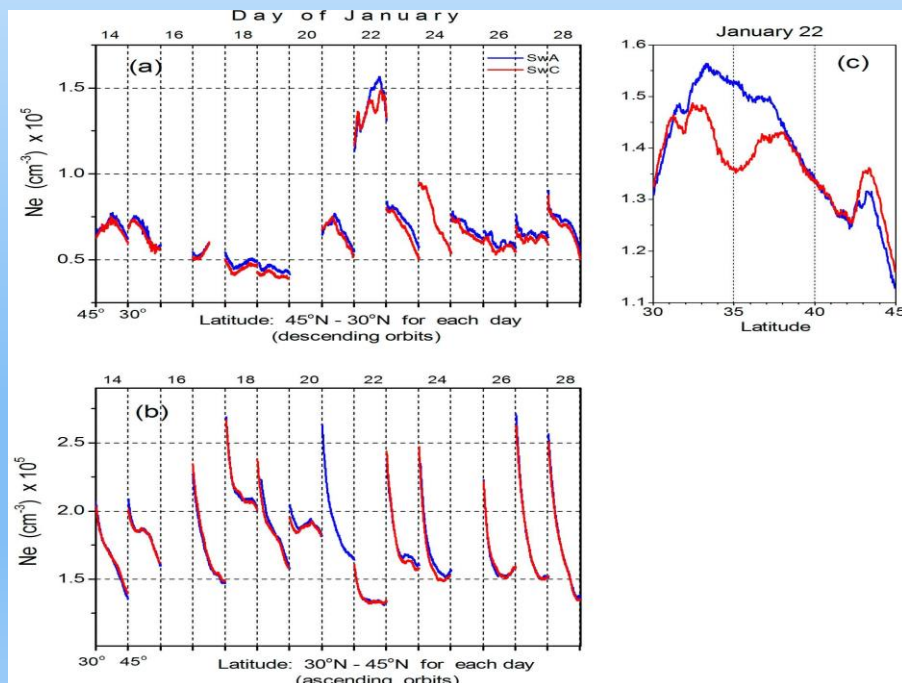 Day of January
14 16 18 20 22 24 26 28
(a)
SwA
SwC
Ne (cm⁻³) x 10⁵
1.5
1.0
0.5
45° 30°
Latitude: 45°N - 30°N for each day
(descending orbits)
January 22
(c)
1.6
1.5
1.4
1.3
1.2
1.1
30 35 40 45
Latitude
14 16 18 20 22 24 26 28
(b)
Ne (cm⁻³) x 10⁵
2.5
2.0
1.5
30° 45°
Latitude: 30°N - 45°N for each day
(ascending orbits)